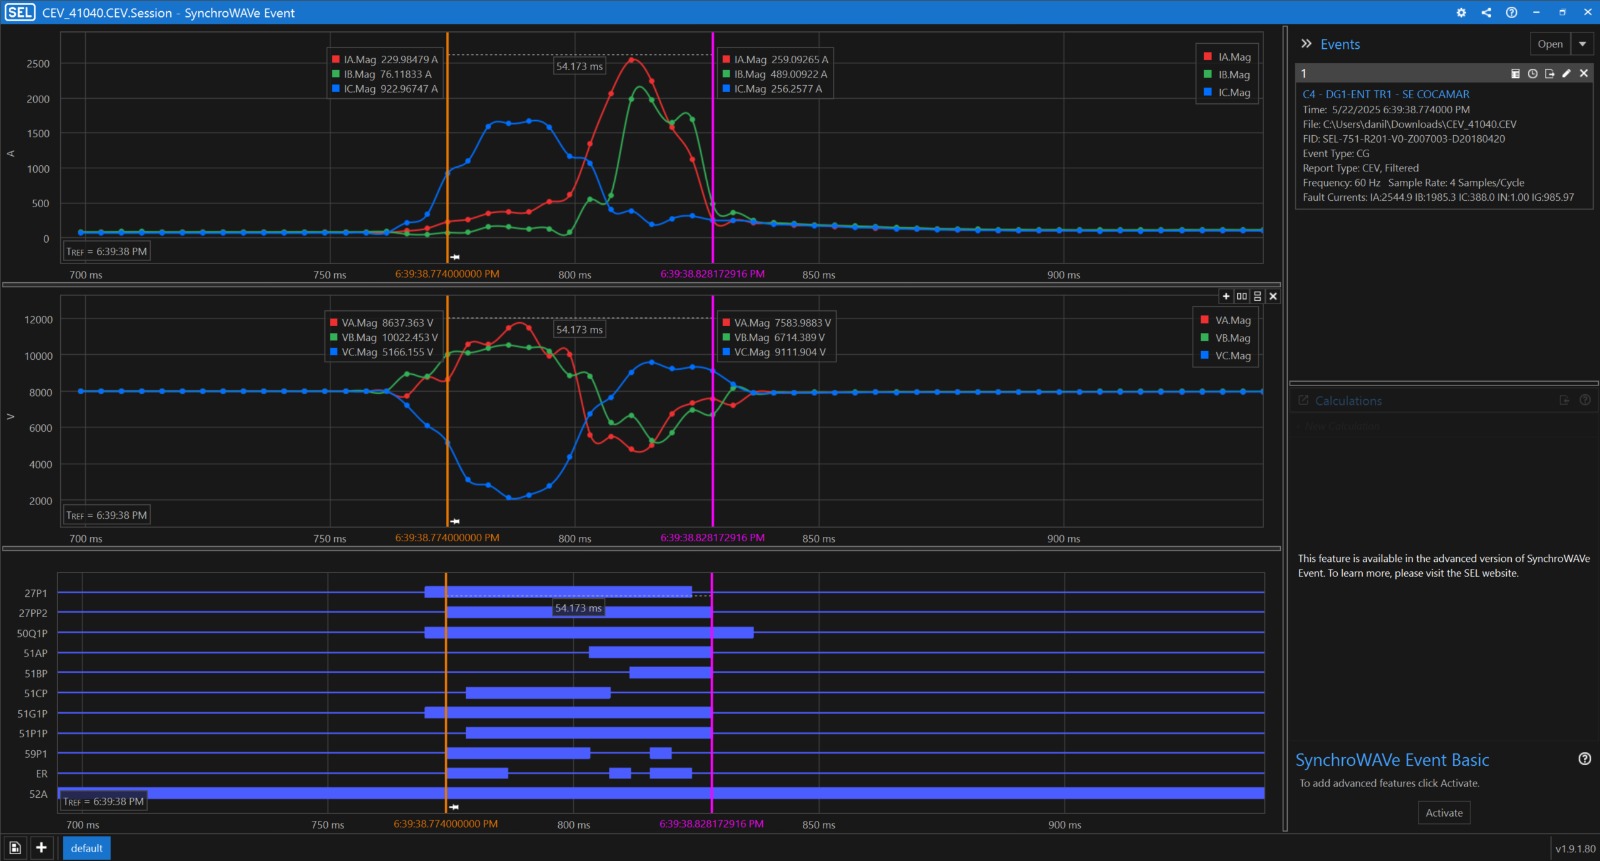 SEL CEV_41040.CEV.Session - SynchroWAVe Event
IA.Mag 229.98479 A
IB.Mag 76.11833 A
IC.Mag 922.96747 A
54.173 ms
IA.Mag 259.09265 A
IB.Mag 489.00922 A
IC.Mag 256.2577 A
IA.Mag
IB.Mag
IC.Mag
2500
2000
1500
1000
500
0
A
TREF = 6:39:38 PM
700 ms 750 ms 6:39:38.774000000 PM 800 ms 6:39:38.828172916 PM 850 ms 900 ms
VA.Mag 8637.363 V
VB.Mag 10022.453 V
VC.Mag 5166.155 V
54.173 ms
VA.Mag 7583.9883 V
VB.Mag 6714.389 V
VC.Mag 9111.904 V
VA.Mag
VB.Mag
VC.Mag
12000
10000
8000
6000
4000
2000
V
TREF = 6:39:38 PM
700 ms 750 ms 6:39:38.774000000 PM 800 ms 6:39:38.828172916 PM 850 ms 900 ms
27P1
27PP2
50Q1P
51AP
51BP
51CP
51G1P
51P1P
59P1
ER
52A
54.173 ms
TREF = 6:39:38 PM
700 ms 750 ms 6:39:38.774000000 PM 800 ms 6:39:38.828172916 PM 850 ms 900 ms
default
Events
Open
1
C4 - DG1-ENT TR1 - SE COCAMAR
Time: 5/22/2025 6:39:38.774000 PM
File: C:\Users\danil\Downloads\CEV_41040.CEV
FID: SEL-751-R201-V0-Z007003-D20180420
Event Type: CG
Report Type: CEV, Filtered
Frequency: 60 Hz Sample Rate: 4 Samples/Cycle
Fault Currents: IA:2544.9 IB:1985.3 IC:388.0 IN:1.00 IG:985.97
Calculations
This feature is available in the advanced version of SynchroWAVe
Event. To learn more, please visit the SEL website.
SynchroWAVe Event Basic
To add advanced features click Activate.
Activate
v1.9.1.80